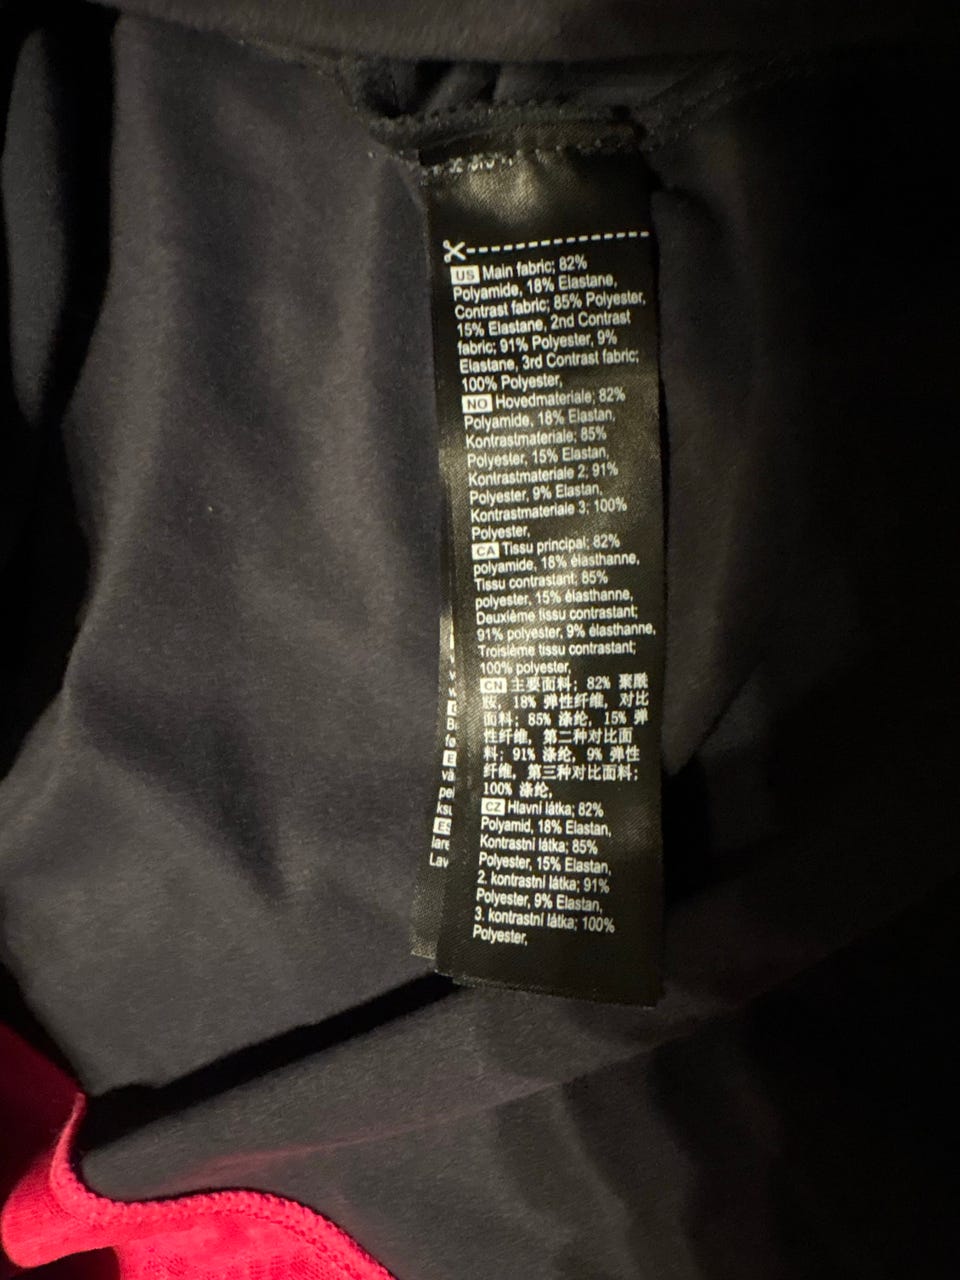 US Main fabric; 82%
Polyamide, 18% Elastane,
Contrast fabric; 85% Polyester,
15% Elastane, 2nd Contrast
fabric; 91% Polyester, 9%
Elastane, 3rd Contrast fabric;
100% Polyester,
NO Hovedmateriale; 82%
Polyamide, 18% Elastan,
Kontrastmateriale; 85%
Polyester, 15% Elastan,
Kontrastmateriale 2; 91%
Polyester, 9% Elastan,
Kontrastmateriale 3; 100%
Polyester,
CA Tissu principal; 82%
polyamide, 18% élasthanne,
Tissu contrastant; 85%
polyester, 15% élasthanne,
Deuxième tissu contrastant;
91% polyester, 9% élasthanne,
Troisième tissu contrastant;
100% polyester,
CN 主要面料; 82% 聚酰
胺, 18% 弹性纤维, 对比
面料; 85% 涤纶, 15% 弹
性纤维, 第二种对比面
料; 91% 涤纶, 9% 弹性
纤维, 第三种对比面料;
100% 涤纶,
CZ Hlavní látka; 82%
Polyamid, 18% Elastan,
Kontrastní látka; 85%
Polyester, 15% Elastan,
2. kontrastní látka; 91%
Polyester, 9% Elastan,
3. kontrastní látka; 100%
Polyester,